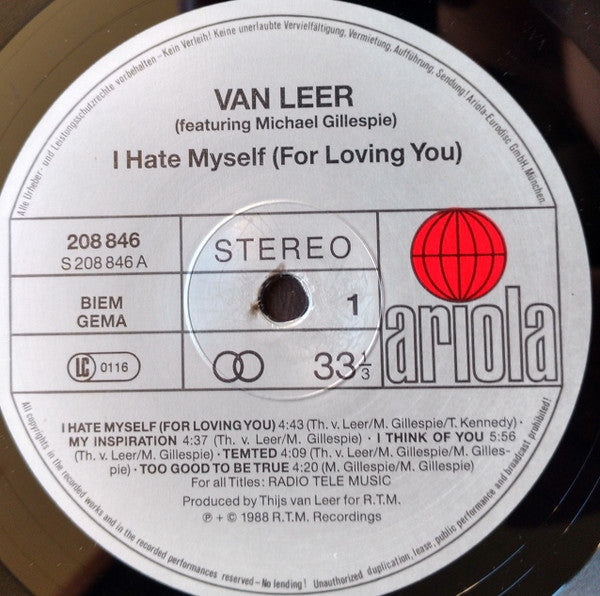 Alle Urheber- und Leistungsschutzrechte vorbehalten – Kein Verleih! Keine unerlaubte Vervielfältigung, Vermietung, Aufführung, Sendung! Ariola-Eurodisc GmbH, München.
VAN LEER
(featuring Michael Gillespie)
I Hate Myself (For Loving You)
208 846
S 208 846 A
STEREO
BIEM
GEMA
1
LC 0116
33 1/3
ariola
I HATE MYSELF (FOR LOVING YOU) 4:43 (Th. v. Leer/M. Gillespie/T. Kennedy) ·
MY INSPIRATION 4:37 (Th. v. Leer/M. Gillespie) · I THINK OF YOU 5:56
(Th. v. Leer/M. Gillespie) · TEMTED 4:09 (Th. v. Leer/M. Gilles-
pie) · TOO GOOD TO BE TRUE 4:20 (M. Gillespie/M. Gillespie)
For all Titles: RADIO TELE MUSIC
Produced by Thijs van Leer for R.T.M.
℗ + © 1988 R.T.M. Recordings
All copyrights in the recorded works and in the recorded performances reserved – No lending! Unauthorized duplication, lease, public performance and broadcast prohibited!